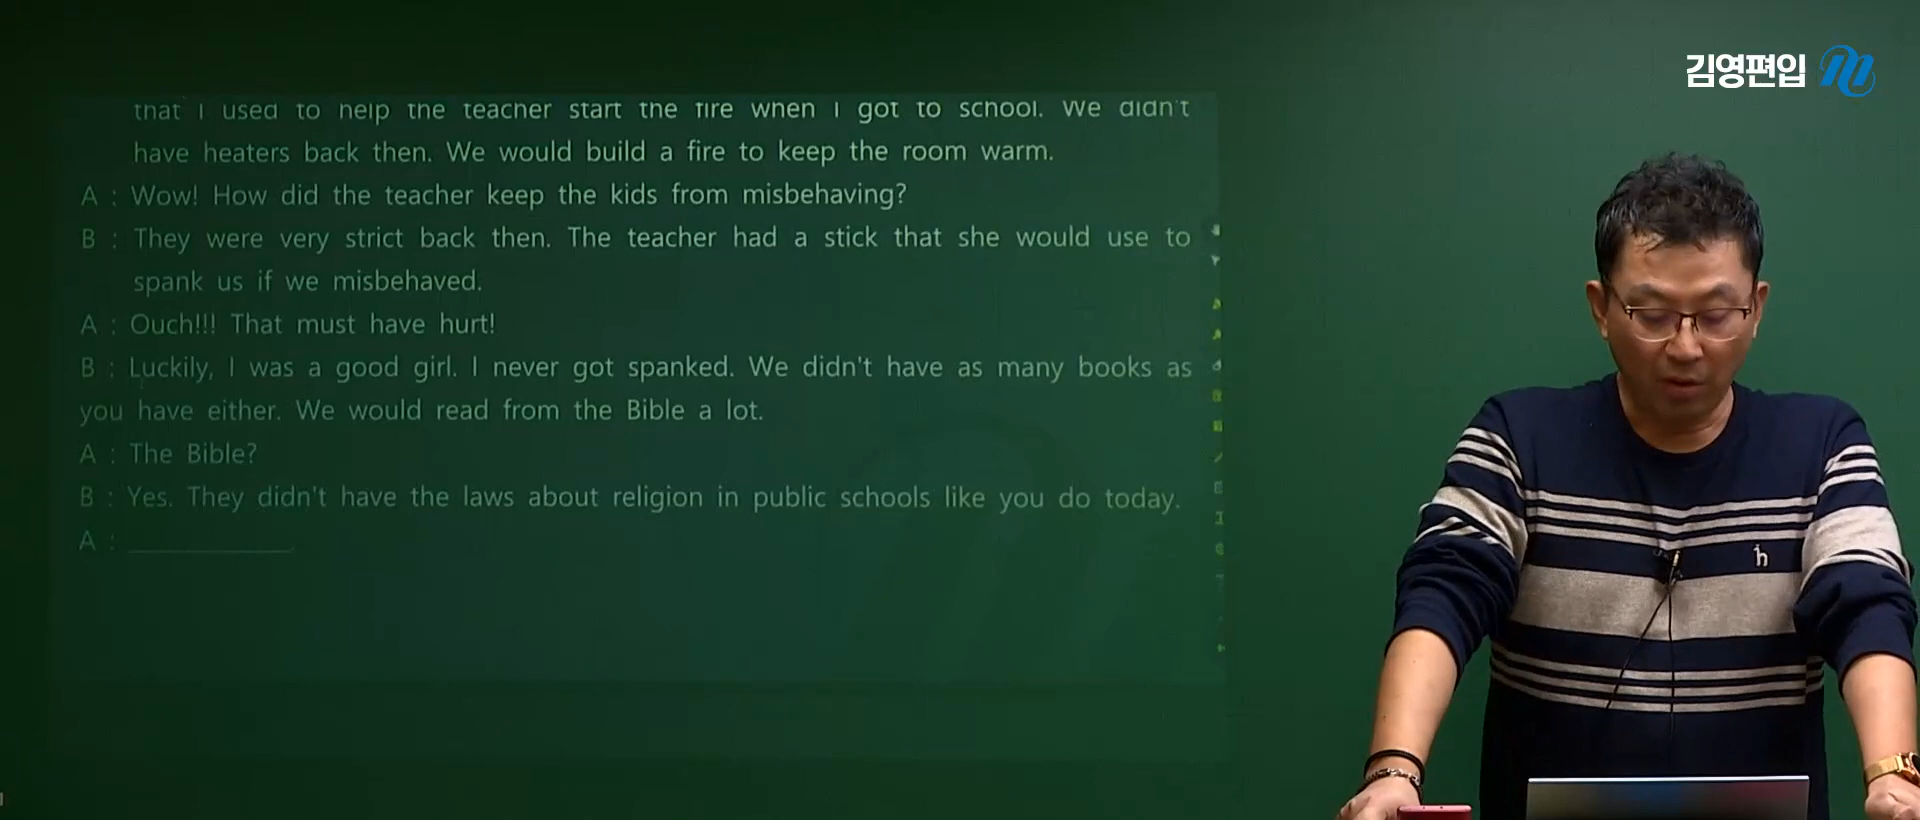 김영편입
that I used to help the teacher start the fire when I got to school. We didn't
have heaters back then. We would build a fire to keep the room warm.
A : Wow! How did the teacher keep the kids from misbehaving?
B : They were very strict back then. The teacher had a stick that she would use to
spank us if we misbehaved.
A : Ouch!!! That must have hurt!
B : Luckily, I was a good girl. I never got spanked. We didn't have as many books as
you have either. We would read from the Bible a lot.
A : The Bible?
B : Yes. They didn't have the laws about religion in public schools like you do today.
A : ____________.
h